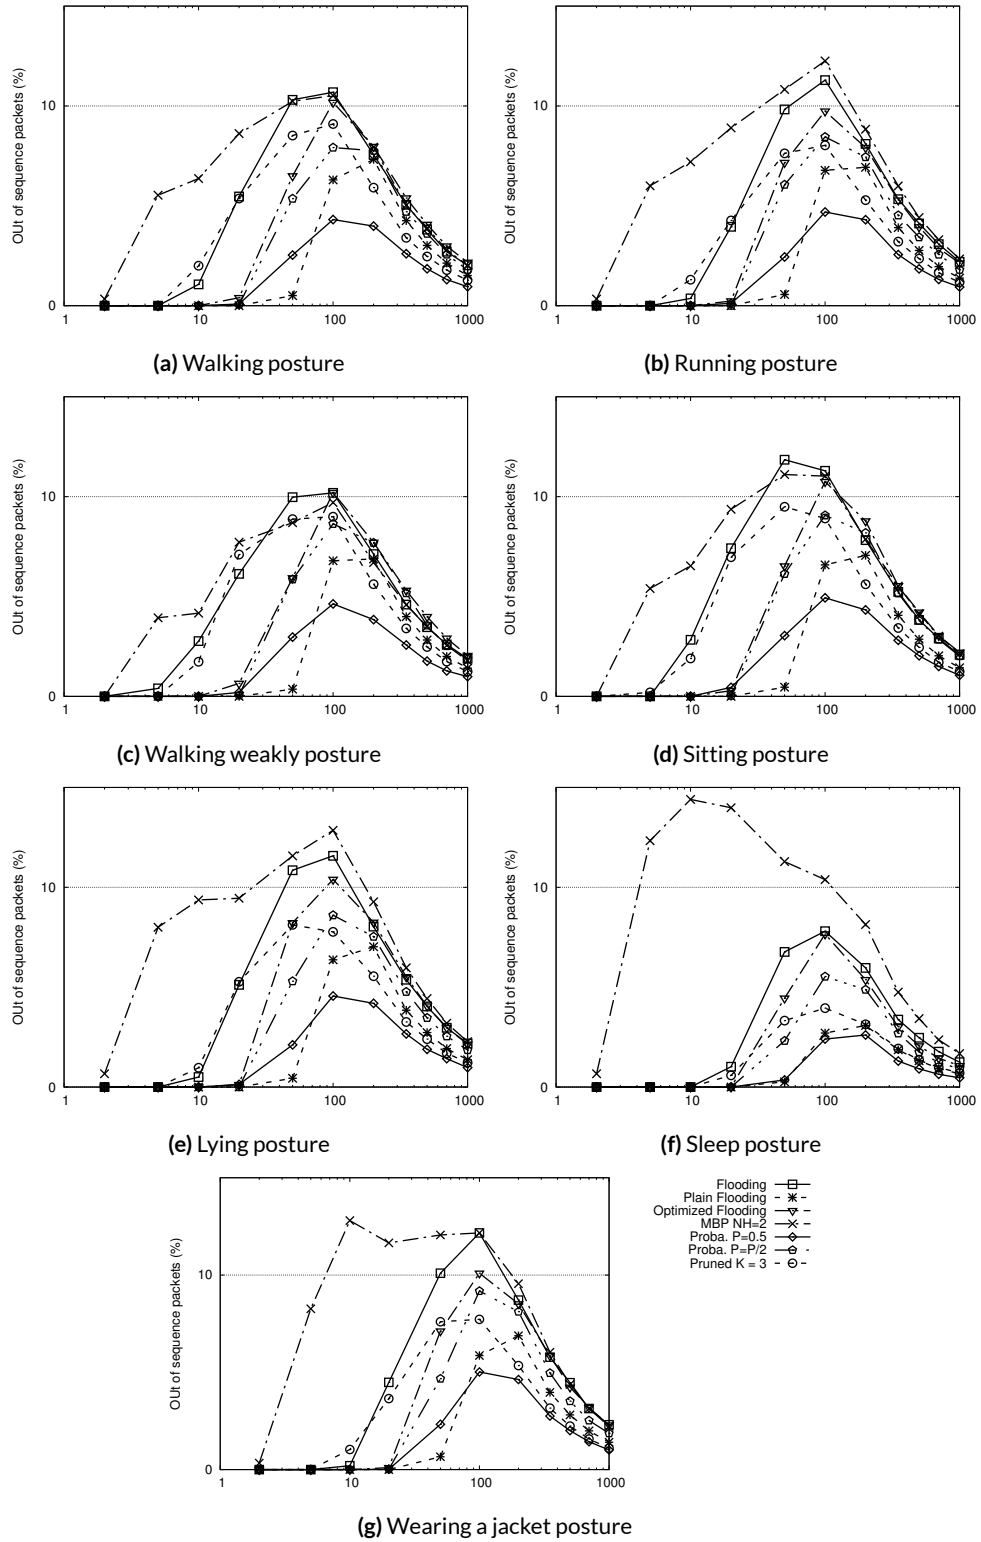 OUt of sequence packets (%)
10
0
1 10 100 1000
(a) Walking posture
OUt of sequence packets (%)
10
0
1 10 100 1000
(b) Running posture
OUt of sequence packets (%)
10
0
1 10 100 1000
(c) Walking weakly posture
OUt of sequence packets (%)
10
0
1 10 100 1000
(d) Sitting posture
OUt of sequence packets (%)
10
0
1 10 100 1000
(e) Lying posture
OUt of sequence packets (%)
10
0
1 10 100 1000
(f) Sleep posture
OUt of sequence packets (%)
10
0
1 10 100 1000
(g) Wearing a jacket posture
Flooding
Plain Flooding
Optimized Flooding
MBP NH=2
Proba. P=0.5
Proba. P=P/2
Pruned K = 3